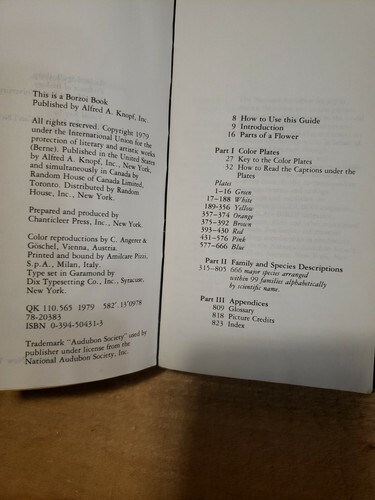 This is a Borzoi Book
Published by Alfred A. Knopf, Inc.
All rights reserved. Copyright 1979
under the International Union for the
protection of literary and artistic works
(Berne). Published in the United States
by Alfred A. Knopf, Inc., New York,
and simultaneously in Canada by
Random House of Canada Limited,
Toronto. Distributed by Random
House, Inc., New York.
Prepared and produced by
Chanticleer Press, Inc., New York.
Color reproductions by C. Angerer &
Göschel, Vienna, Austria.
Printed and bound by Amilcare Pizzi,
S.p.A., Milan, Italy.
Type set in Garamond by
Dix Typesetting Co., Inc., Syracuse,
New York.
QK 110.S65 1979 582'.13'0978
78-20383
ISBN 0-394-50431-3
Trademark "Audubon Society" used by
publisher under license from the
National Audubon Society, Inc.
8 How to Use this Guide
9 Introduction
16 Parts of a Flower
Part I Color Plates
27 Key to the Color Plates
32 How to Read the Captions under the
Plates
Plates
1–16 Green
17–188 White
189–356 Yellow
357–374 Orange
375–392 Brown
393–430 Red
431–576 Pink
577–666 Blue
Part II Family and Species Descriptions
315–805 666 major species arranged
within 99 families alphabetically
by scientific name.
Part III Appendices
809 Glossary
818 Picture Credits
823 Index